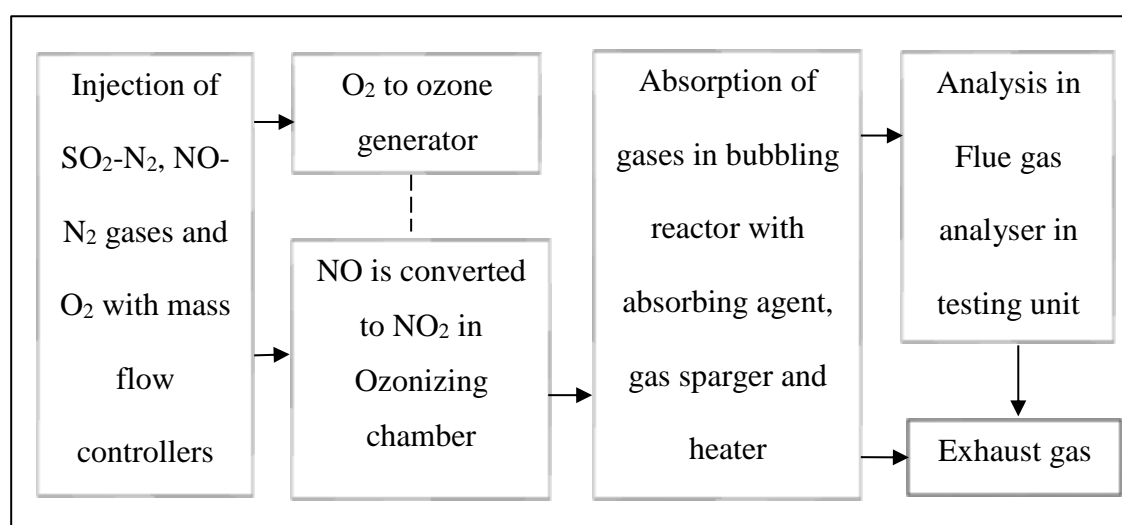 Injection of
SO₂-N₂, NO-
N₂ gases and
O₂ with mass
flow
controllers
O₂ to ozone
generator
NO is converted
to NO₂ in
Ozonizing
chamber
Absorption of
gases in bubbling
reactor with
absorbing agent,
gas sparger and
heater
Analysis in
Flue gas
analyser in
testing unit
Exhaust gas